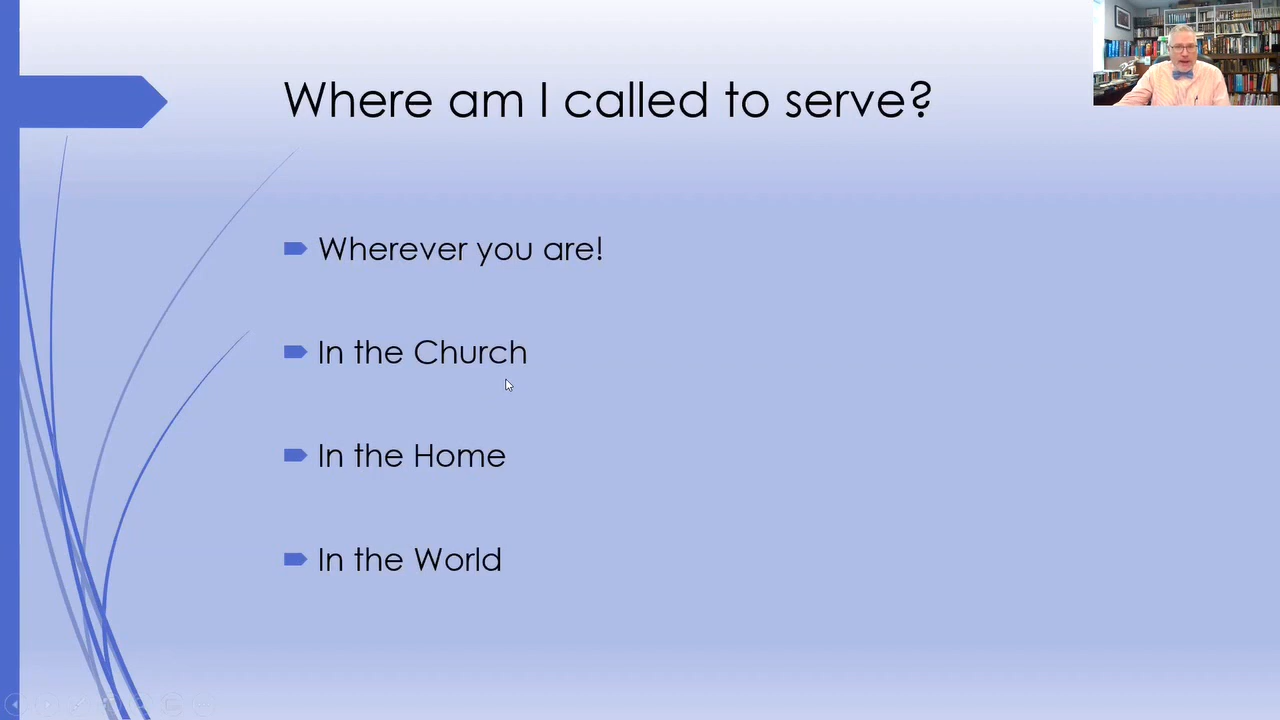 Where am I called to serve?
Wherever you are!
In the Church
In the Home
In the World